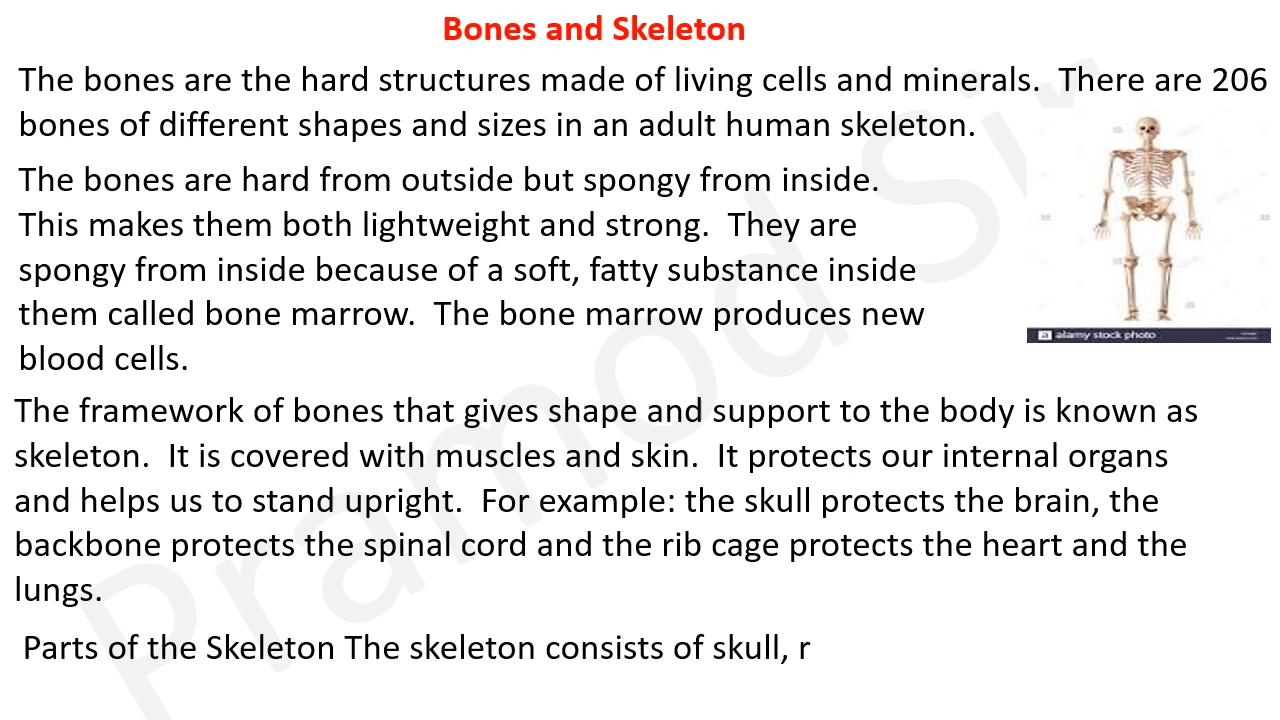 Bones and Skeleton
The bones are the hard structures made of living cells and minerals.  There are 206
bones of different shapes and sizes in an adult human skeleton.
The bones are hard from outside but spongy from inside.
This makes them both lightweight and strong.  They are
spongy from inside because of a soft, fatty substance inside
them called bone marrow.  The bone marrow produces new
blood cells.
a alamy stock photo
The framework of bones that gives shape and support to the body is known as
skeleton.  It is covered with muscles and skin.  It protects our internal organs
and helps us to stand upright.  For example: the skull protects the brain, the
backbone protects the spinal cord and the rib cage protects the heart and the
lungs.
Parts of the Skeleton The skeleton consists of skull, r
Pramod Sir